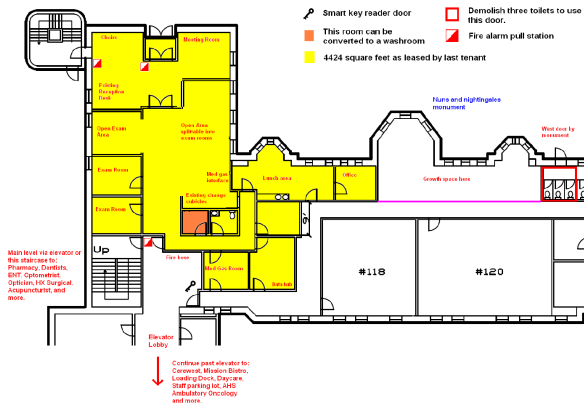 Smart key reader door
This room can be
converted to a washroom
4424 square feet as leased by last tenant
Demolish three toilets to use
this door.
Fire alarm pull station
Chairs
Meeting Room
Existing
Reception
Desk
Nuns and nightingales
monument
Open Exam
Area
Open Area
splittable into
exam rooms
West door by
monument
Exam Room
Med gas
interface
Lunch area
Office
Growth space here
Existing change
cubicles
Exam Room
Up
Fire hose
Main level via elevator or
this staircase to:
Pharmacy, Dentists,
ENT, Optometrist,
Optician, HX Surgical,
Acupuncturist, and
more.
Med Gas Room
#118
#120
Elevator
Lobby
Continue past elevator to:
Carewest, Mission Bistro,
Loading Dock, Daycare,
Staff parking lot, AHS
Ambulatory Oncology
and more.